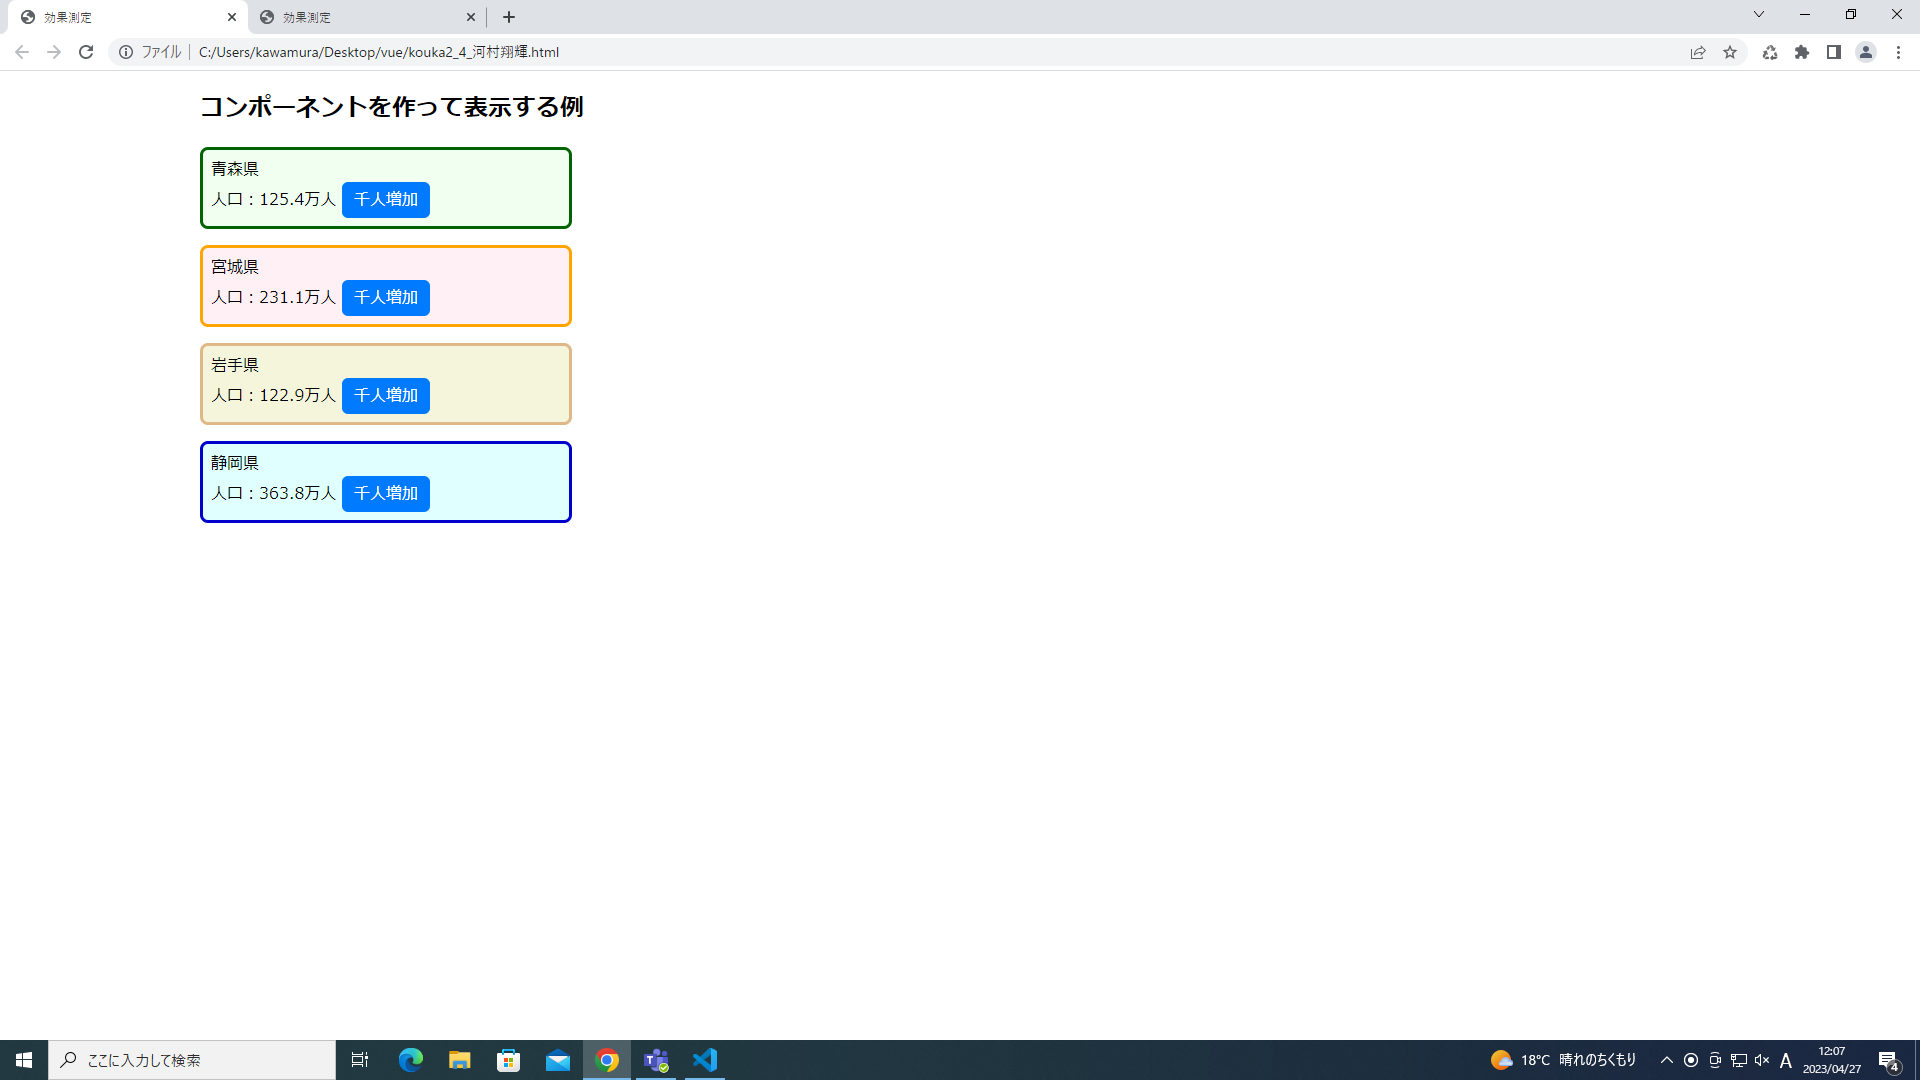 効果測定
効果測定
ファイル
C:/Users/kawamura/Desktop/vue/kouka2_4_河村翔輝.html
コンポーネントを作って表示する例
青森県
人口：125.4万人 千人増加
宮城県
人口：231.1万人 千人増加
岩手県
人口：122.9万人 千人増加
静岡県
人口：363.8万人 千人増加
ここに入力して検索
18°C 晴れのちくもり
A
12:07
2023/04/27
4